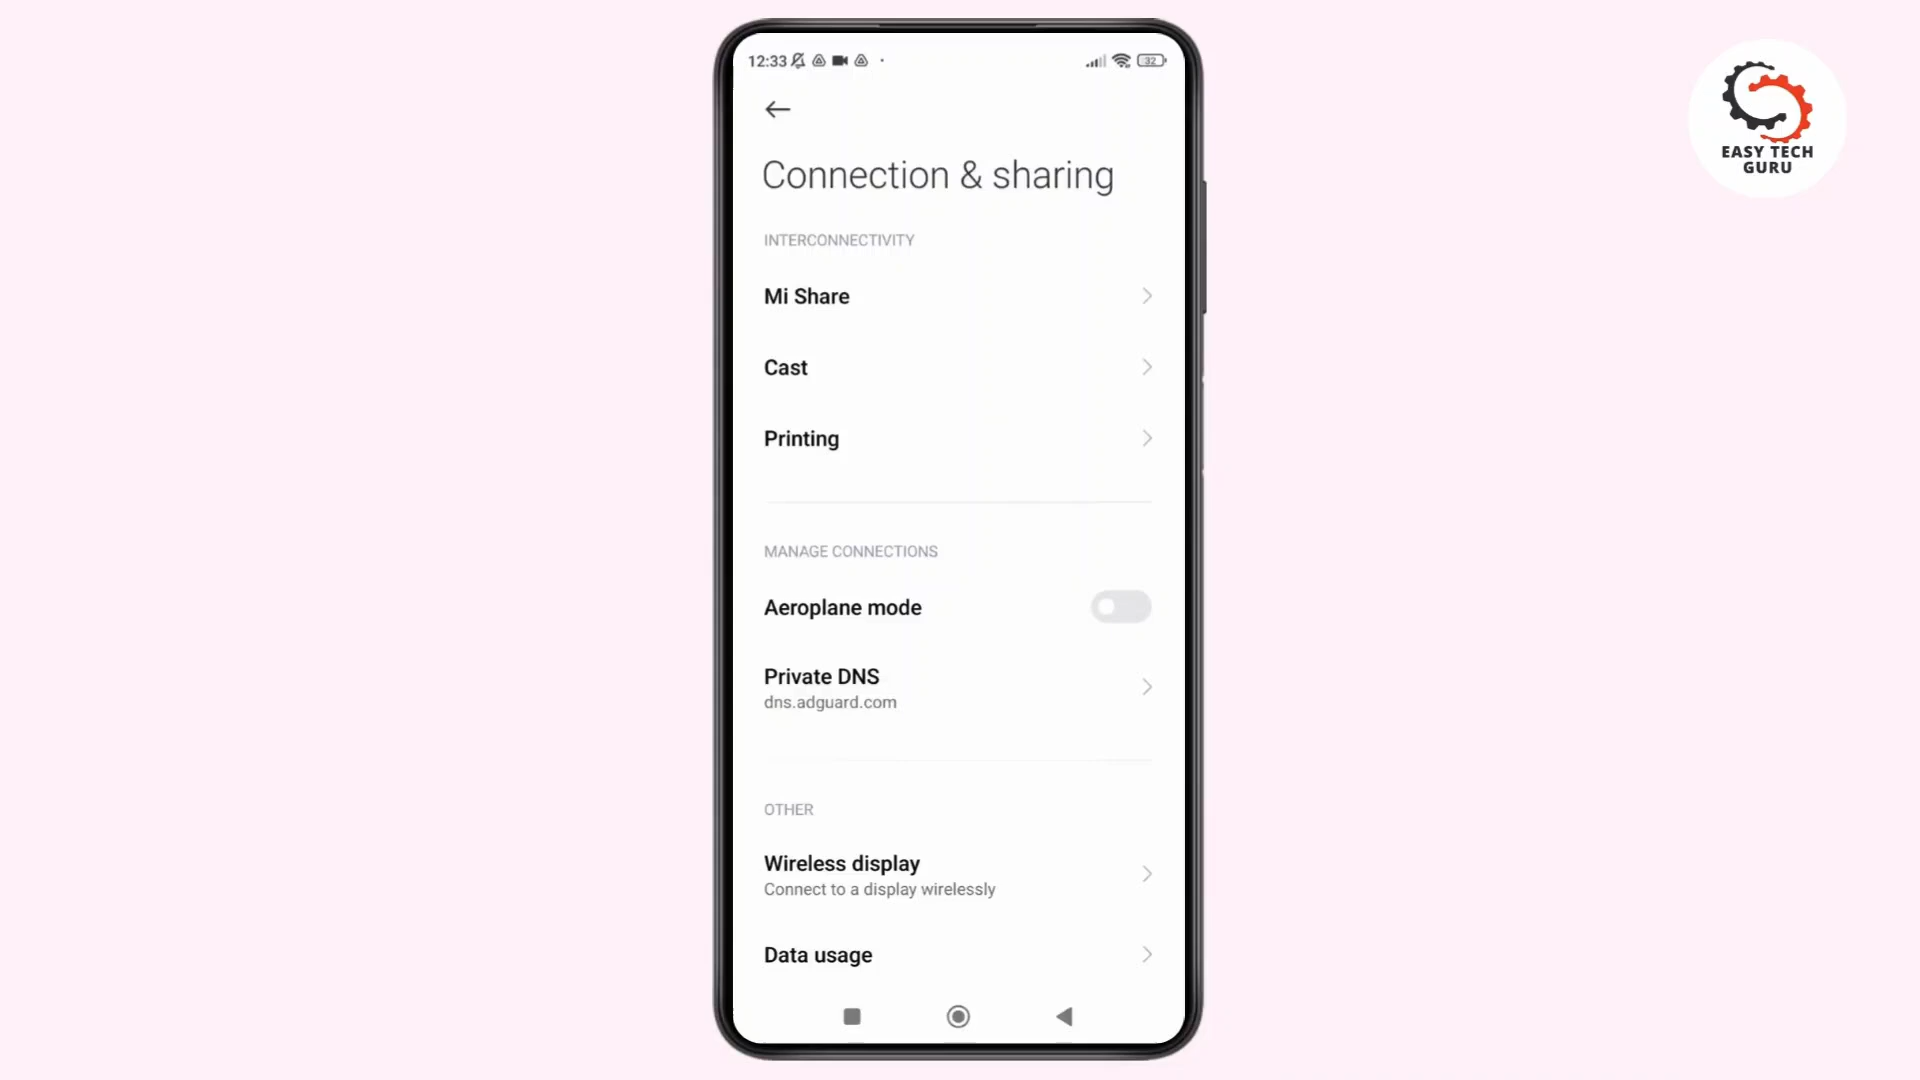 12:33
32
Connection & sharing
INTERCONNECTIVITY
Mi Share
Cast
Printing
MANAGE CONNECTIONS
Aeroplane mode
Private DNS
dns.adguard.com
OTHER
Wireless display
Connect to a display wirelessly
Data usage
EASY TECH
GURU